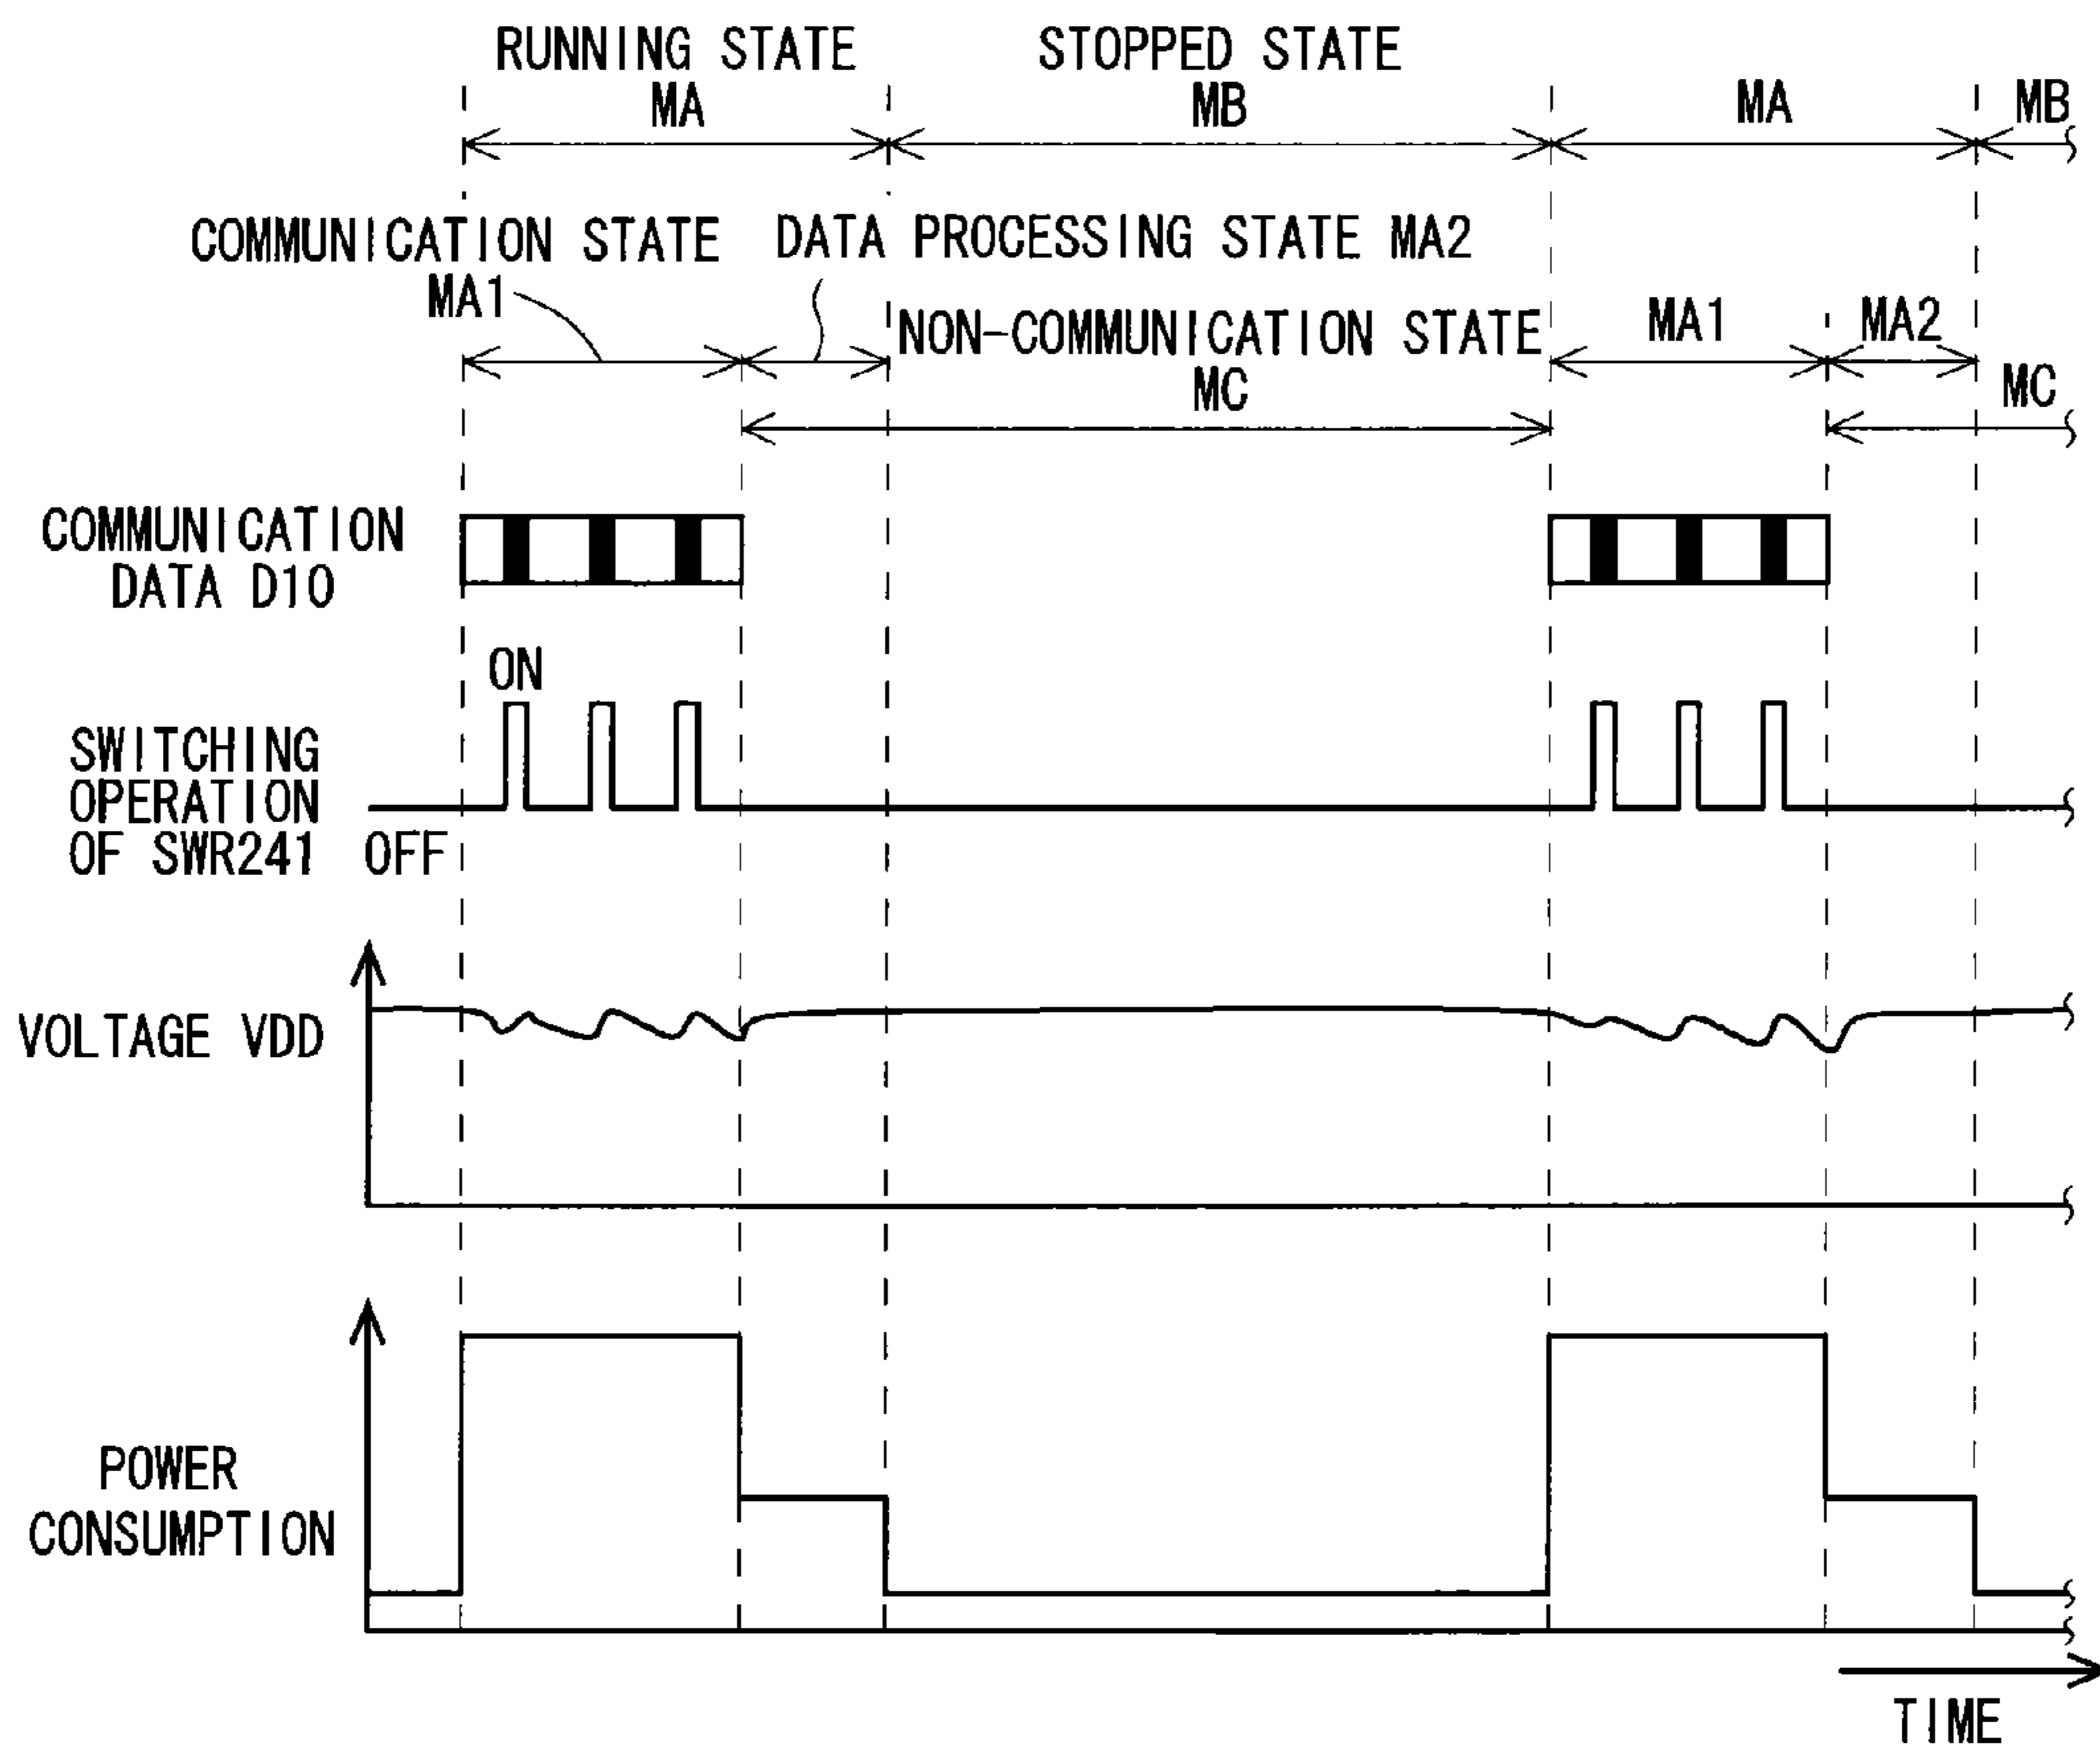 RUNNING STATE
MA
STOPPED STATE
MB
MA
MB
COMMUNICATION STATE
MA1
DATA PROCESSING STATE MA2
NON-COMMUNICATION STATE
MC
MA1
MA2
MC
COMMUNICATION
DATA D10
ON
SWITCHING
OPERATION
OF SWR241
OFF
VOLTAGE VDD
POWER
CONSUMPTION
TIME